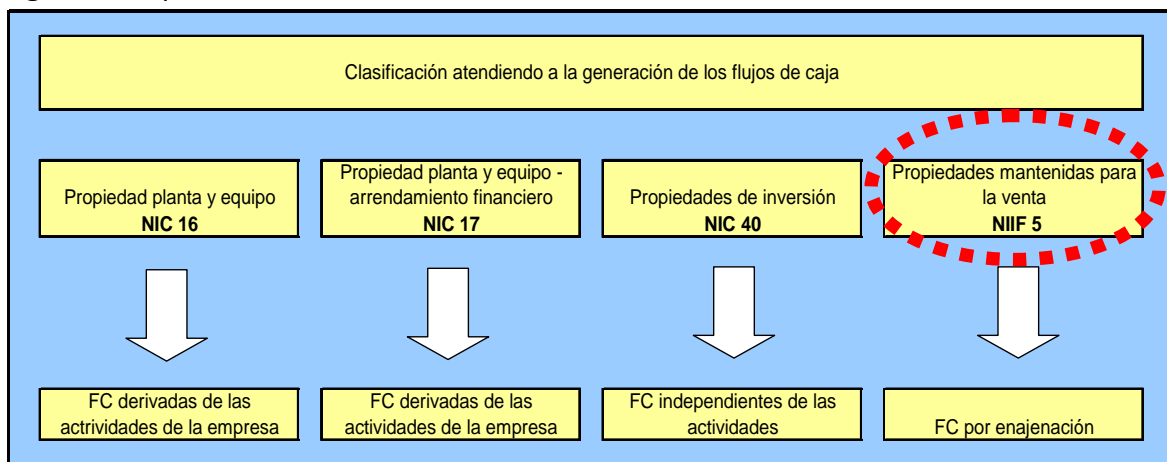 Clasificación atendiendo a la generación de los flujos de caja
Propiedad planta y equipo
NIC 16
Propiedad planta y equipo -
arrendamiento financiero
NIC 17
Propiedades de inversión
NIC 40
Propiedades mantenidas para
la venta
NIIF 5
FC derivadas de las
actrividades de la empresa
FC derivadas de las
actividades de la empresa
FC independientes de las
actividades
FC por enajenación